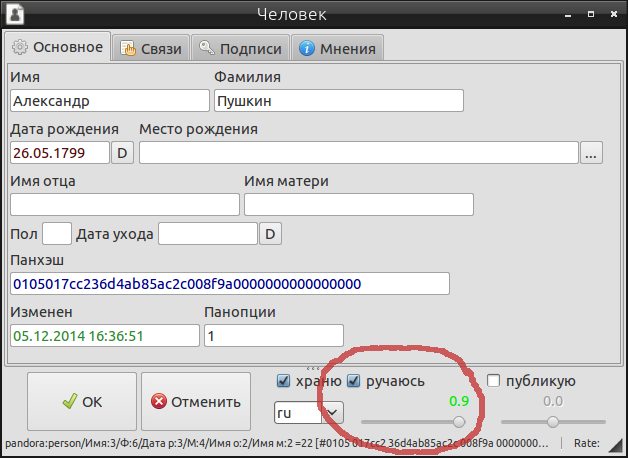 Человек
Основное Связи Подписи Мнения
Имя Фамилия
Александр Пушкин
Дата рождения Место рождения
26.05.1799 D ...
Имя отца Имя матери
Пол Дата ухода D
Панхэш
0105017cc236d4ab85ac2c008f9a0000000000000000
Изменен Панопции
05.12.2014 16:36:51 1
храню ручаюсь публикую
OK Отменить ru 0.9 0.0
pandora:person/Имя:3/Ф:6/Дата р:3/М:4/Имя о:2/Имя м:2 =22 [#0105 017cc2 36d4ab85ac2c008f9a 0000000... Rate: